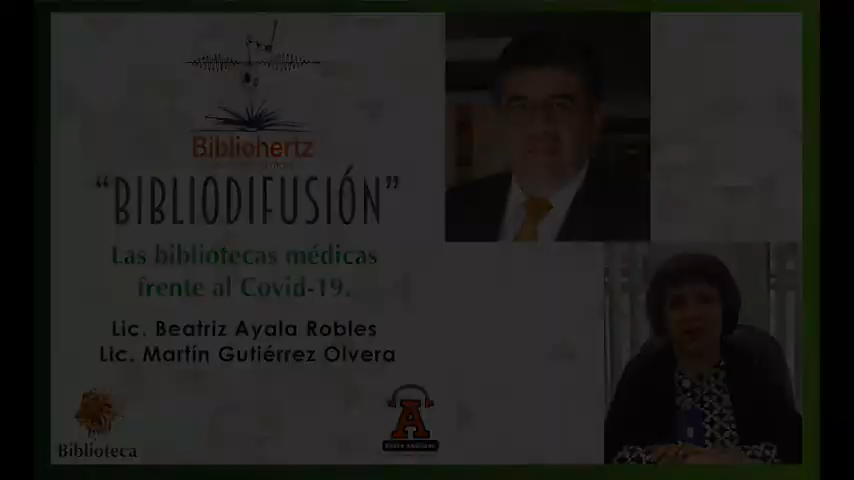 Bibliohertz
“BIBLIODIFUSIÓN”
Las bibliotecas médicas
frente al Covid-19.
Lic. Beatriz Ayala Robles
Lic. Martín Gutiérrez Olvera
Biblioteca
A